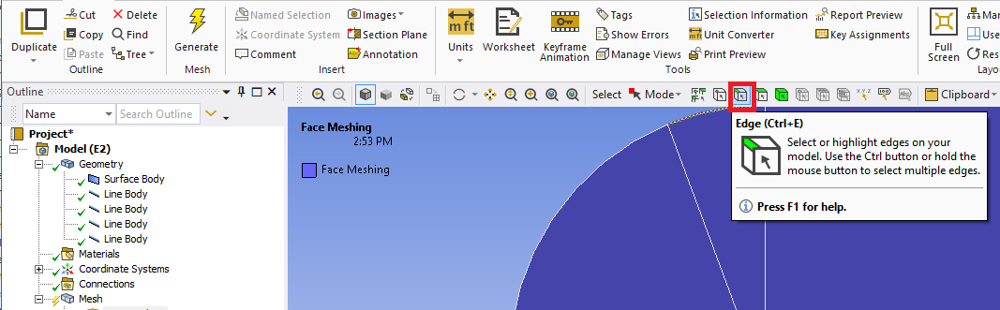 Duplicate
Cut
Copy
Paste
Delete
Find
Tree
Outline
Generate
Mesh
Named Selection
Coordinate System
Comment
Images
Section Plane
Annotation
Insert
Units
Worksheet
Keyframe
Animation
Tags
Show Errors
Manage Views
Selection Information
Unit Converter
Print Preview
Report Preview
Key Assignments
Tools
Full
Screen
Mar
Use
Res
Layo
Outline
Name
Search Outline
Project*
Model (E2)
Geometry
Surface Body
Line Body
Line Body
Line Body
Line Body
Materials
Coordinate Systems
Connections
Mesh
Select
Mode
X,Y,Z
Clipboard
Face Meshing
2:53 PM
Face Meshing
Edge (Ctrl+E)
Select or highlight edges on your
model. Use the Ctrl button or hold the
mouse button to select multiple edges.
Press F1 for help.